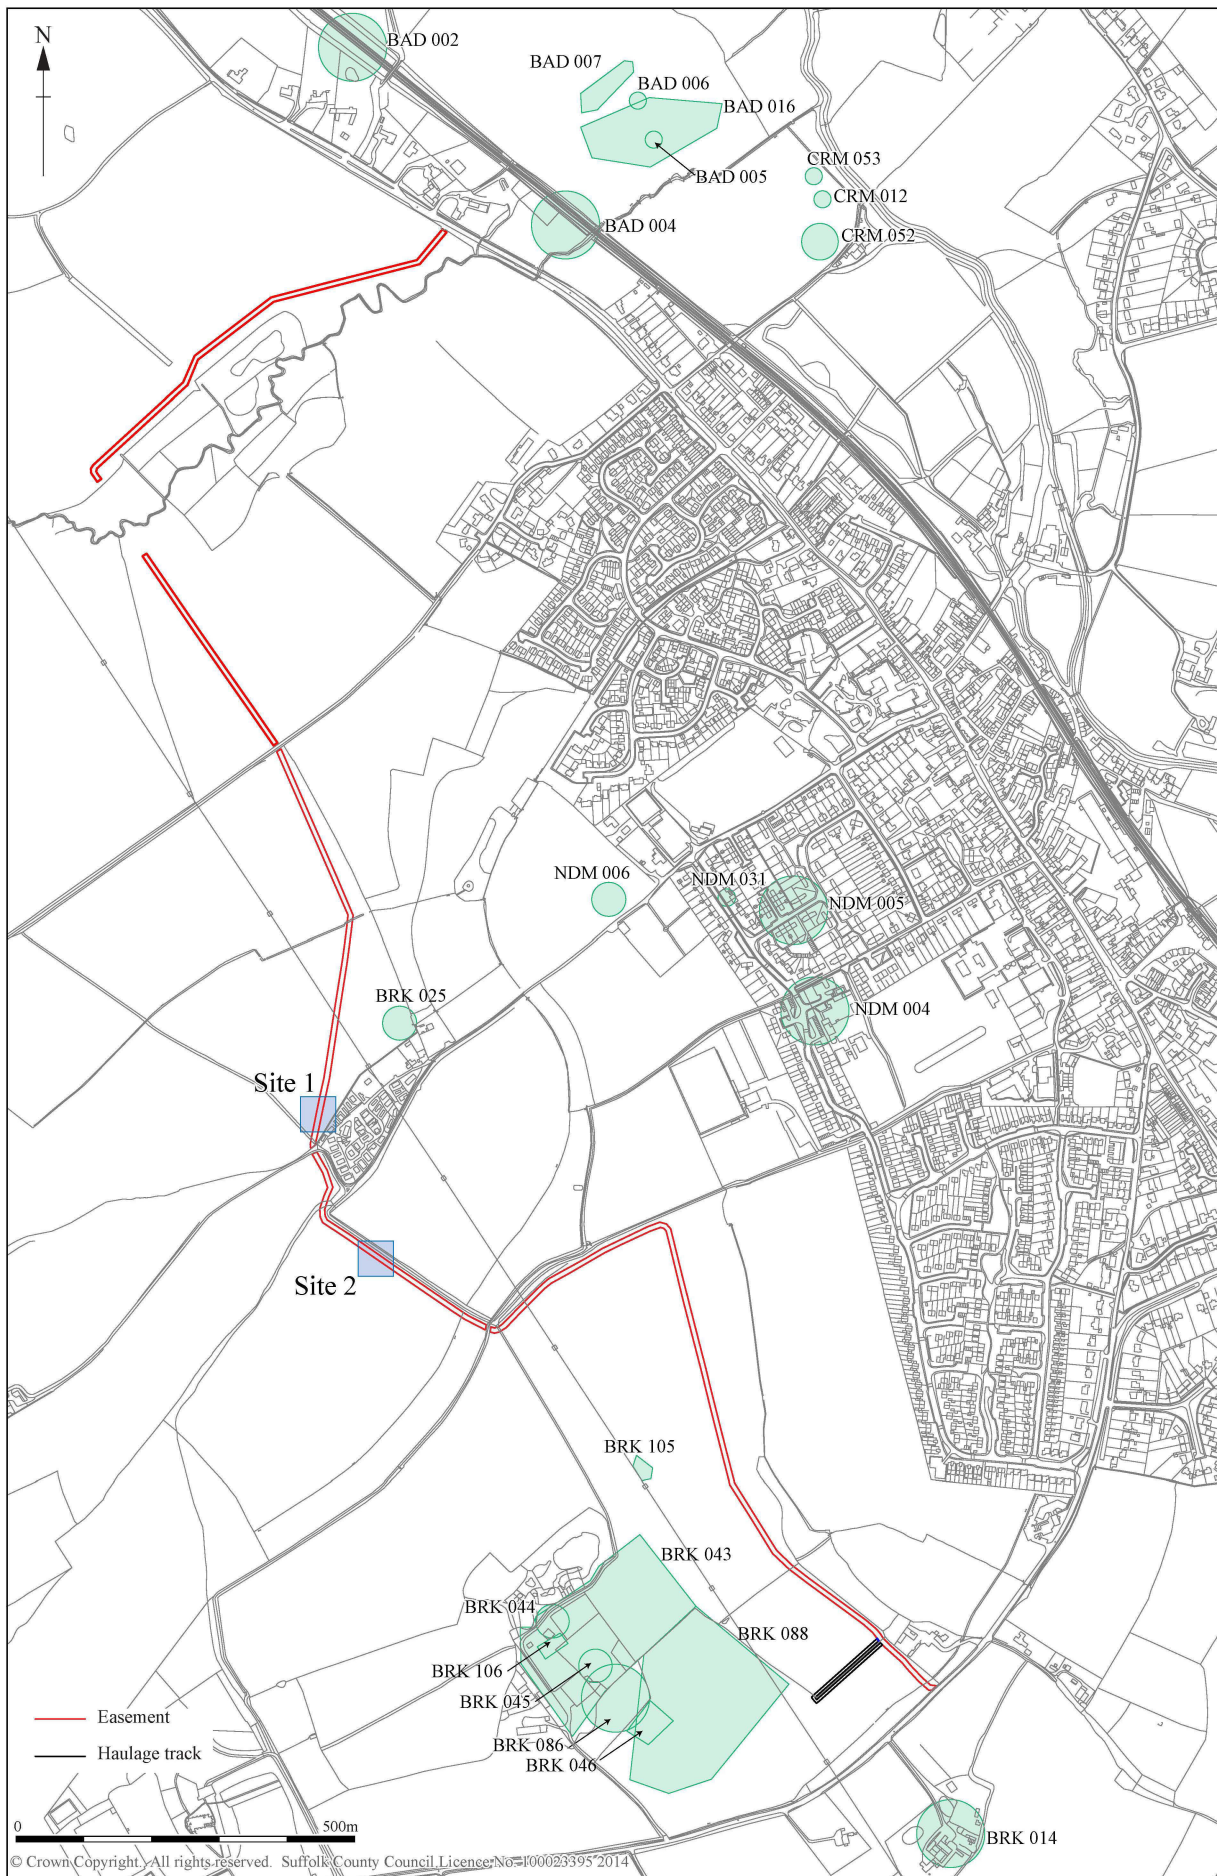 N
BAD 002
BAD 007
BAD 006
BAD 016
BAD 005
CRM 053
CRM 012
BAD 004
CRM 052
NDM 006
NDM 031
NDM 005
BRK 025
NDM 004
Site 1
Site 2
BRK 105
BRK 043
BRK 044
BRK 088
BRK 106
BRK 045
BRK 086
BRK 046
BRK 014
Easement
Haulage track
0 500m
© Crown Copyright. All rights reserved. Suffolk County Council Licence No. 100023395 2014